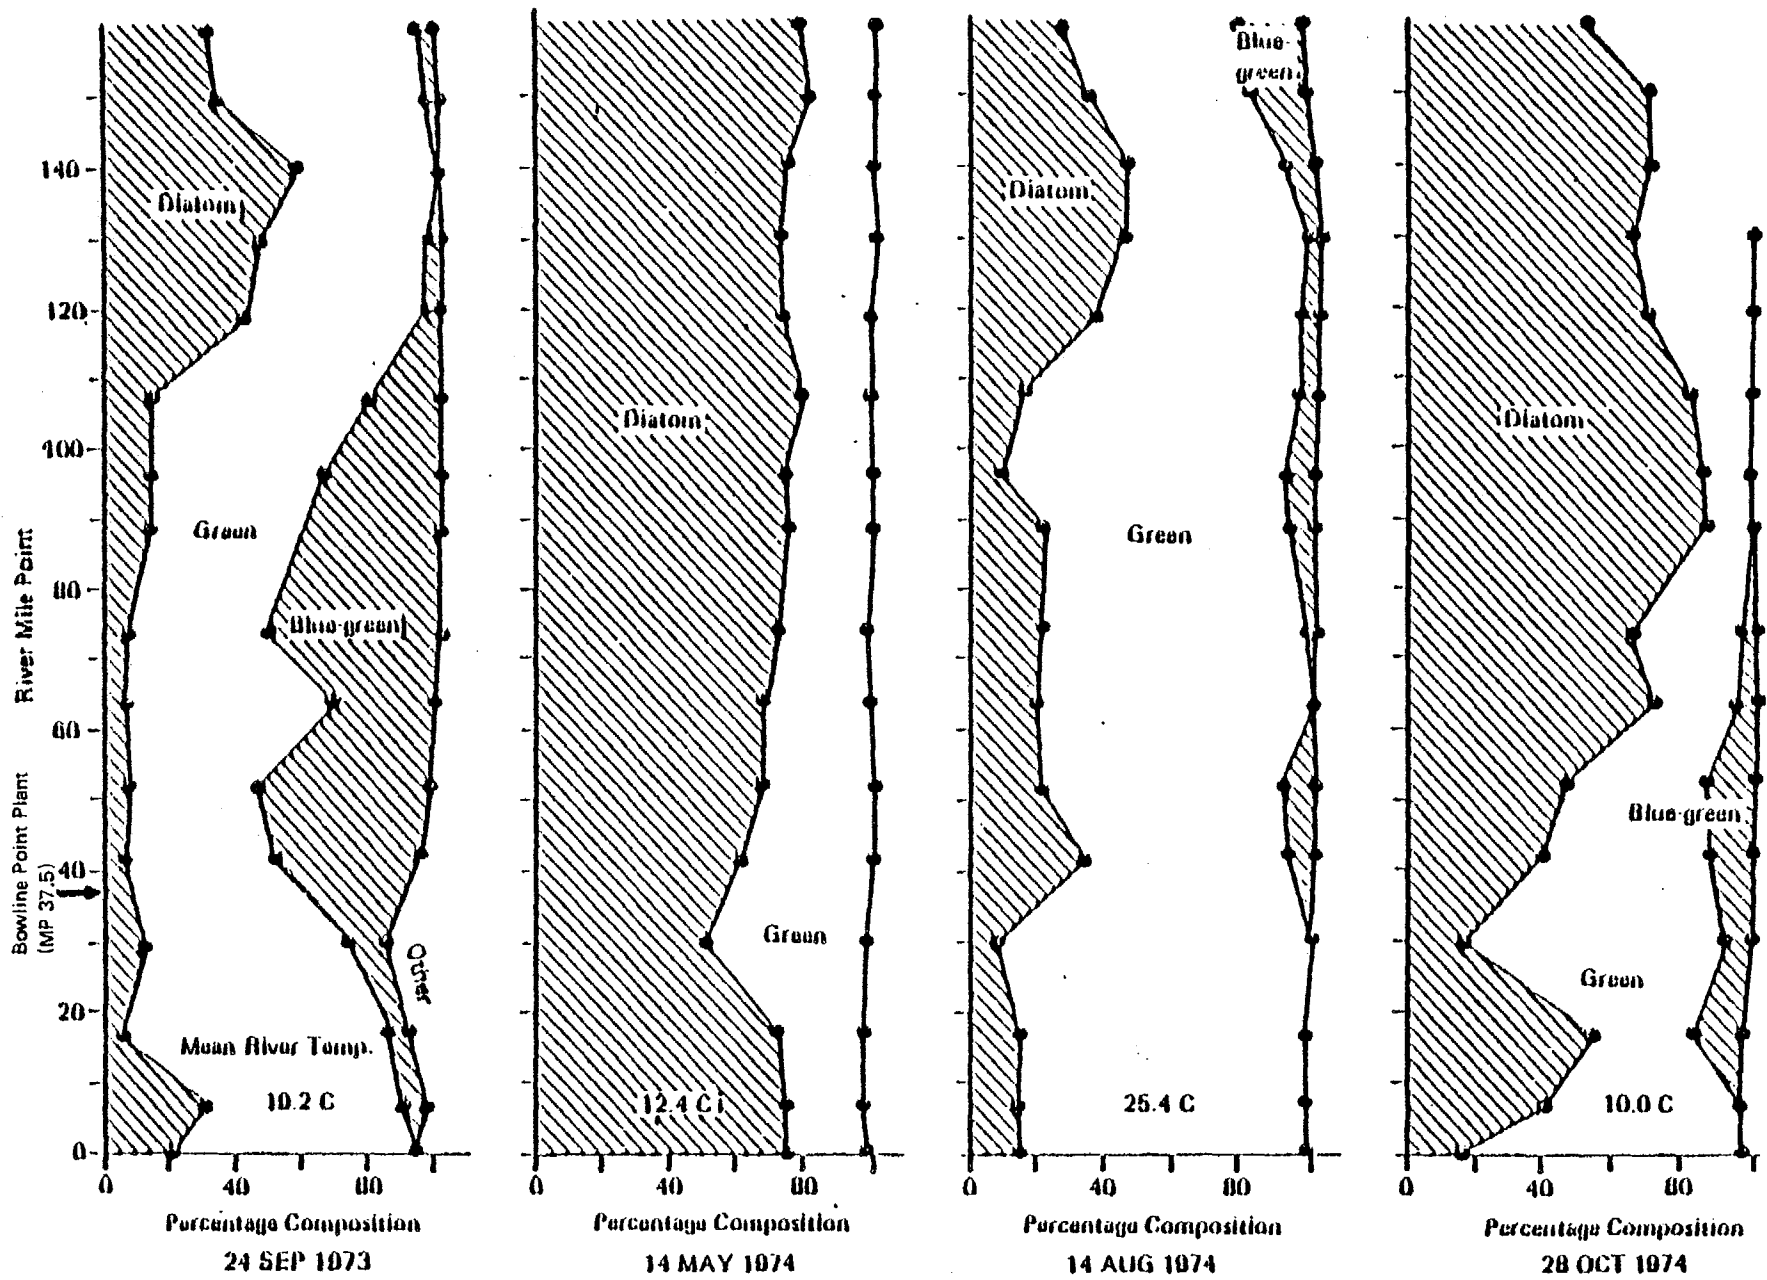 River Mile Point
Bowline Point Plant
(MP 37.5)
140
120
100
80
60
40
20
0
Diatom
Green
Blue-green
Other
Mean River Temp.
10.2 C
0 40 80
Percentage Composition
24 SEP 1973
Diatom
Green
12.4 C
0 40 80
Percentage Composition
14 MAY 1974
Blue-
green
Diatom
Green
25.4 C
0 40 80
Percentage Composition
14 AUG 1974
Diatom
Blue-green
Green
10.0 C
0 40 80
Percentage Composition
28 OCT 1974